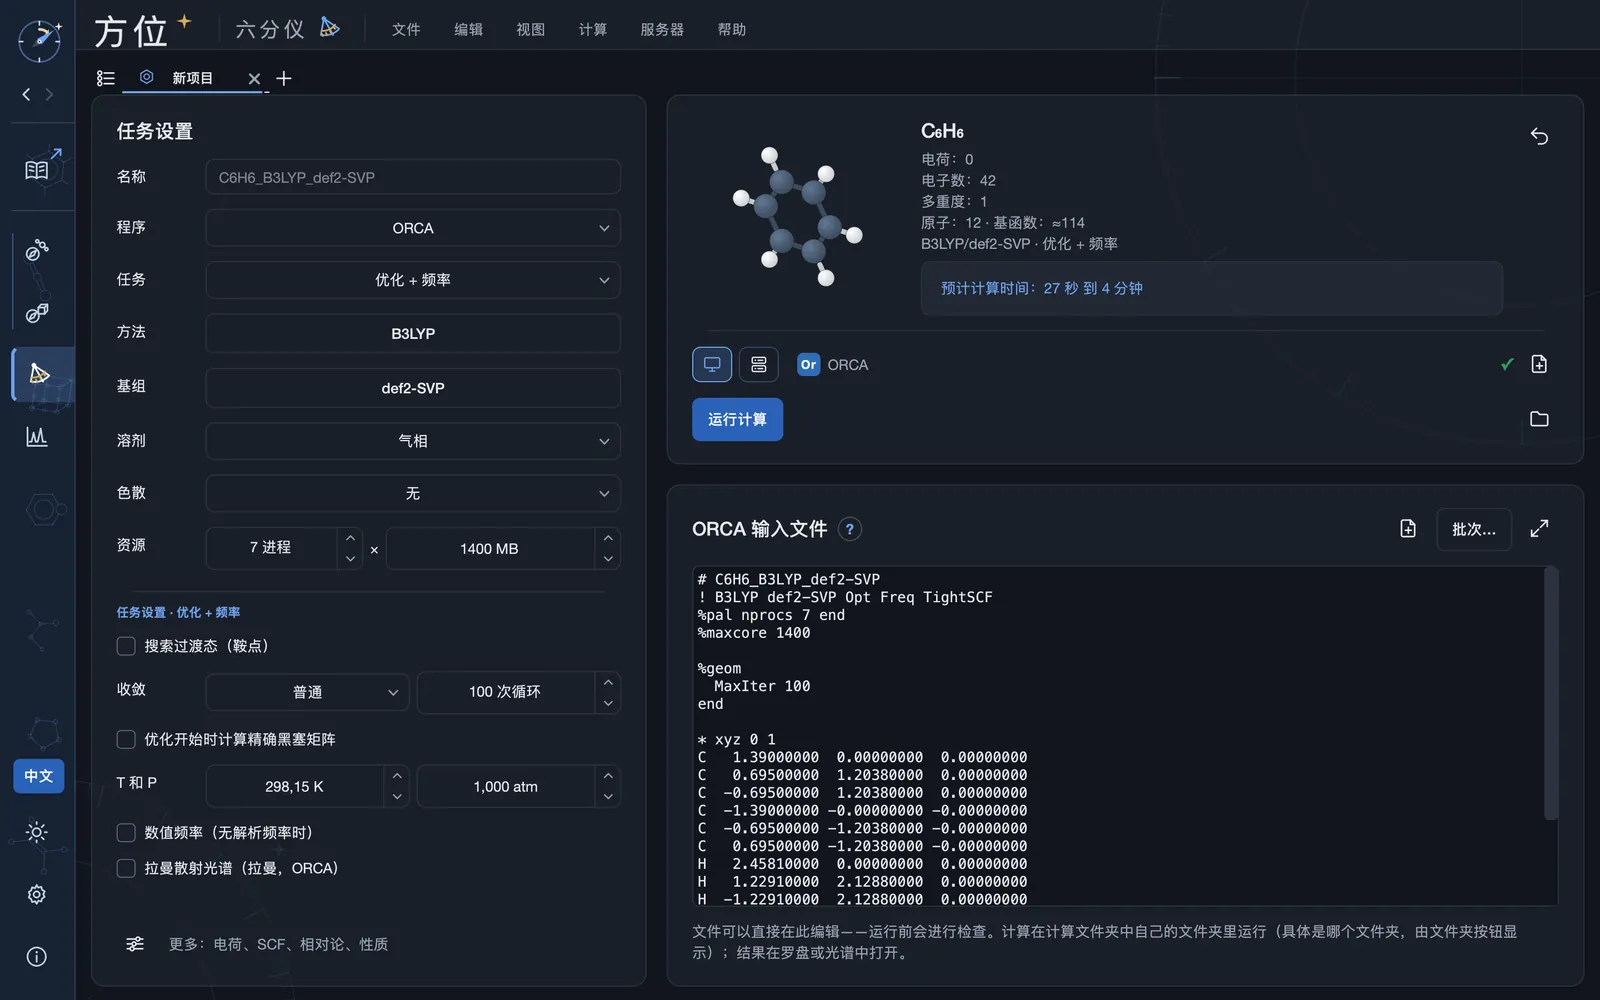 方位
六分仪
文件 编辑 视图 计算 服务器 帮助
新项目
任务设置
名称 C6H6_B3LYP_def2-SVP
程序 ORCA
任务 优化 + 频率
方法 B3LYP
基组 def2-SVP
溶剂 气相
色散 无
资源 7 进程 × 1400 MB
任务设置 · 优化 + 频率
搜索过渡态（鞍点）
收敛 普通 100 次循环
优化开始时计算精确黑塞矩阵
T 和 P 298,15 K 1,000 atm
数值频率（无解析频率时）
拉曼散射光谱（拉曼，ORCA）
更多：电荷、SCF、相对论、性质
中文
C₆H₆
电荷：0
电子数：42
多重度：1
原子：12 · 基函数：≈114
B3LYP/def2-SVP · 优化 + 频率
预计计算时间：27 秒 到 4 分钟
Or ORCA
运行计算
ORCA 输入文件 ?
批次...
# C6H6_B3LYP_def2-SVP
! B3LYP def2-SVP Opt Freq TightSCF
%pal nprocs 7 end
%maxcore 1400
%geom
MaxIter 100
end
* xyz 0 1
C 1.39000000 0.00000000 0.00000000
C 0.69500000 1.20380000 0.00000000
C -0.69500000 1.20380000 0.00000000
C -1.39000000 -0.00000000 -0.00000000
C -0.69500000 -1.20380000 -0.00000000
C 0.69500000 -1.20380000 -0.00000000
H 2.45810000 0.00000000 0.00000000
H 1.22910000 2.12880000 0.00000000
H -1.22910000 2.12880000 0.00000000
文件可以直接在此编辑——运行前会进行检查。计算在计算文件夹中自己的文件夹里运行（具体是哪个文件夹，由文件夹按钮显
示）；结果在罗盘或光谱中打开。